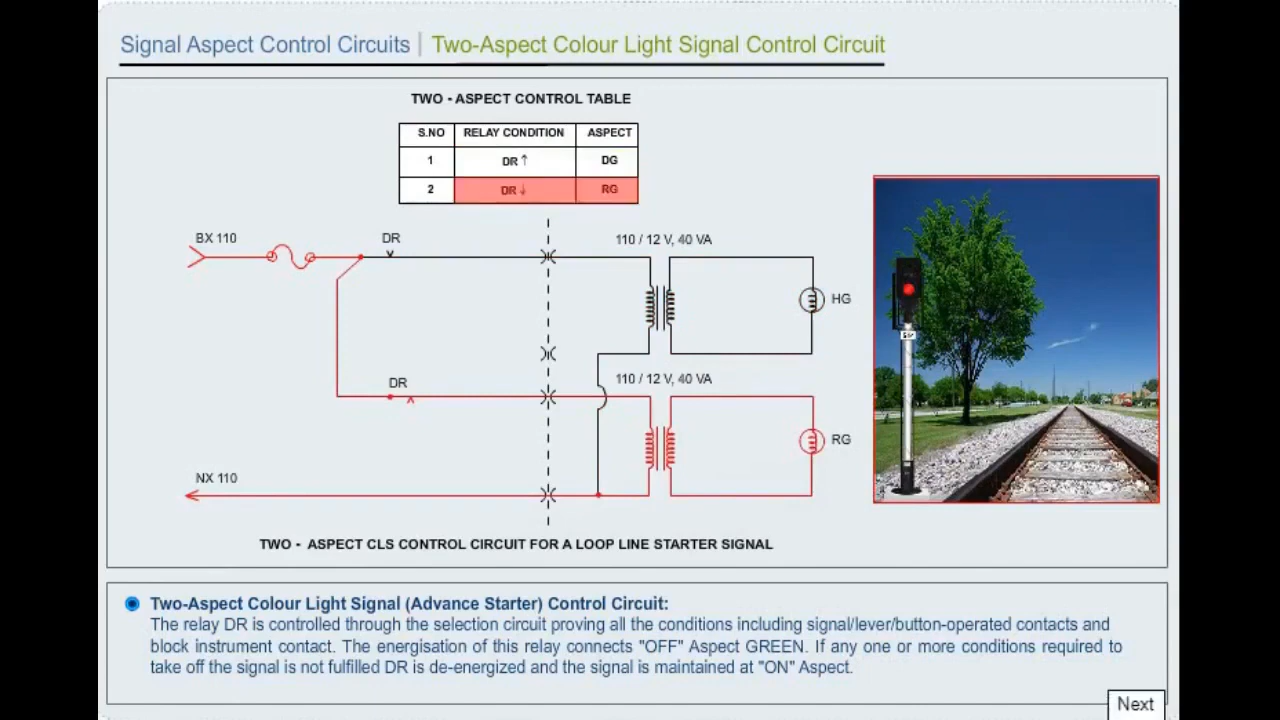 Signal Aspect Control Circuits | Two-Aspect Colour Light Signal Control Circuit
TWO - ASPECT CONTROL TABLE
S.NO RELAY CONDITION ASPECT
1 DR ↑ DG
2 DR ↓ RG
BX 110 DR 110 / 12 V, 40 VA
HG
DR 110 / 12 V, 40 VA
RG
NX 110
TWO - ASPECT CLS CONTROL CIRCUIT FOR A LOOP LINE STARTER SIGNAL
Two-Aspect Colour Light Signal (Advance Starter) Control Circuit:
The relay DR is controlled through the selection circuit proving all the conditions including signal/lever/button-operated contacts and
block instrument contact. The energisation of this relay connects "OFF" Aspect GREEN. If any one or more conditions required to
take off the signal is not fulfilled DR is de-energized and the signal is maintained at "ON" Aspect.
Next